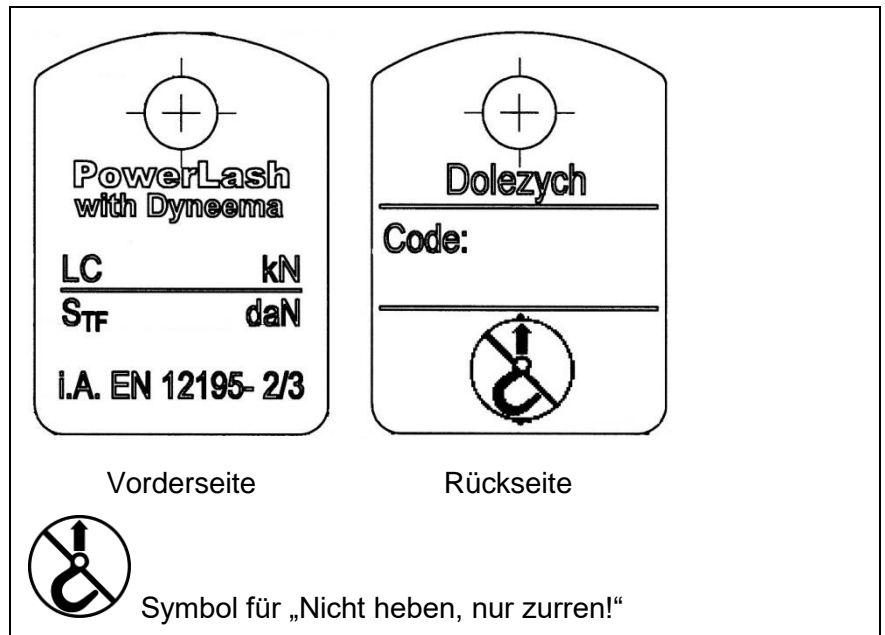 PowerLash
with Dyneema
LC kN
STF daN
i.A. EN 12195- 2/3
Dolezych
Code:
Vorderseite Rückseite
Symbol für „Nicht heben, nur zurren!“